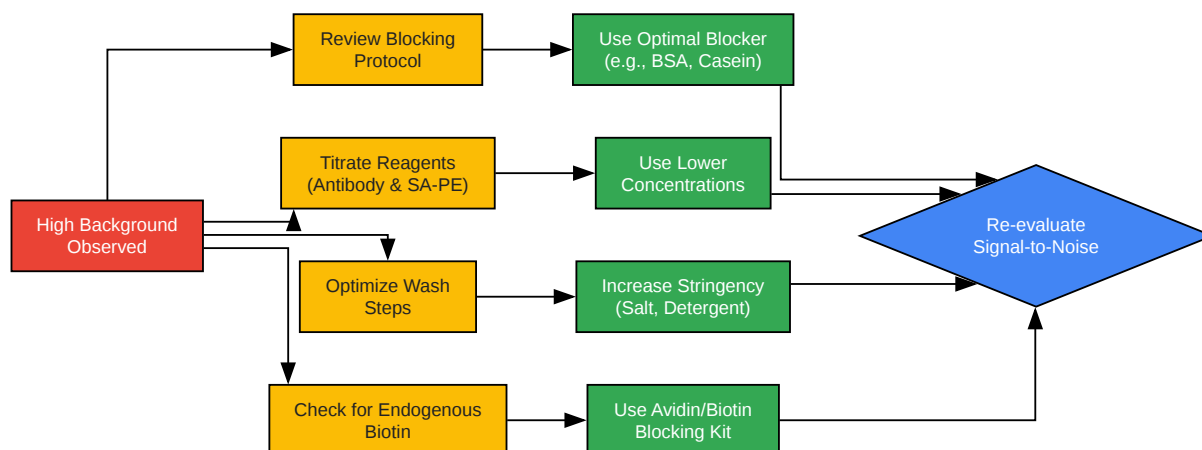 Review Blocking
Protocol
Use Optimal Blocker
(e.g., BSA, Casein)
Titrate Reagents
(Antibody & SA-PE)
Use Lower
Concentrations
High Background
Observed
Re-evaluate
Signal-to-Noise
Optimize Wash
Steps
Increase Stringency
(Salt, Detergent)
Check for Endogenous
Biotin
Use Avidin/Biotin
Blocking Kit